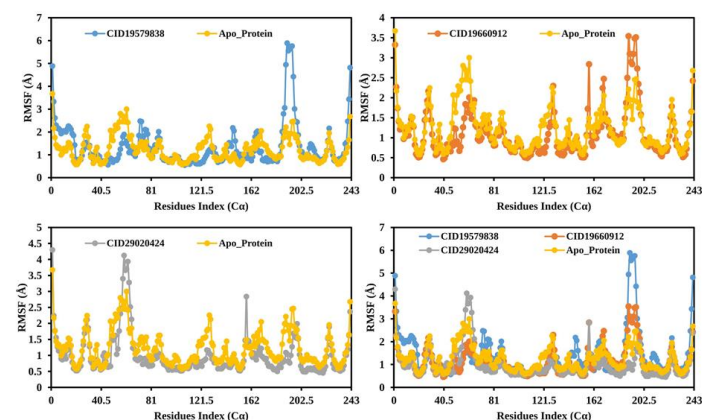 CID19579838 Apo_Protein
7
6
5
4
3
2
1
0
RMSF (Å)
0 40.5 81 121.5 162 202.5 243
Residues Index (Cα)
CID19660912 Apo_Protein
4
3.5
3
2.5
2
1.5
1
0.5
0
RMSF (Å)
0 40.5 81 121.5 162 202.5 243
Residues Index (Cα)
CID29020424 Apo_Protein
5
4.5
4
3.5
3
2.5
2
1.5
1
0.5
0
RMSF (Å)
0 40.5 81 121.5 162 202.5 243
Residues Index (Cα)
CID19579838 CID19660912
CID29020424 Apo_Protein
7
6
5
4
3
2
1
0
RMSF (Å)
0 40.5 81 121.5 162 202.5 243
Residues Index (Cα)